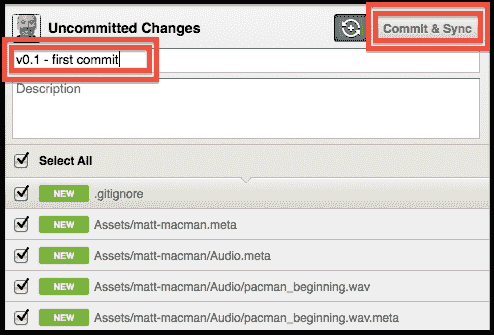 Uncommitted Changes
Commit & Sync
v0.1 - first commit
Description
Select All
NEW .gitignore
NEW Assets/matt-macman.meta
NEW Assets/matt-macman/Audio.meta
NEW Assets/matt-macman/Audio/pacman_beginning.wav
NEW Assets/matt-macman/Audio/pacman_beginning.wav.meta